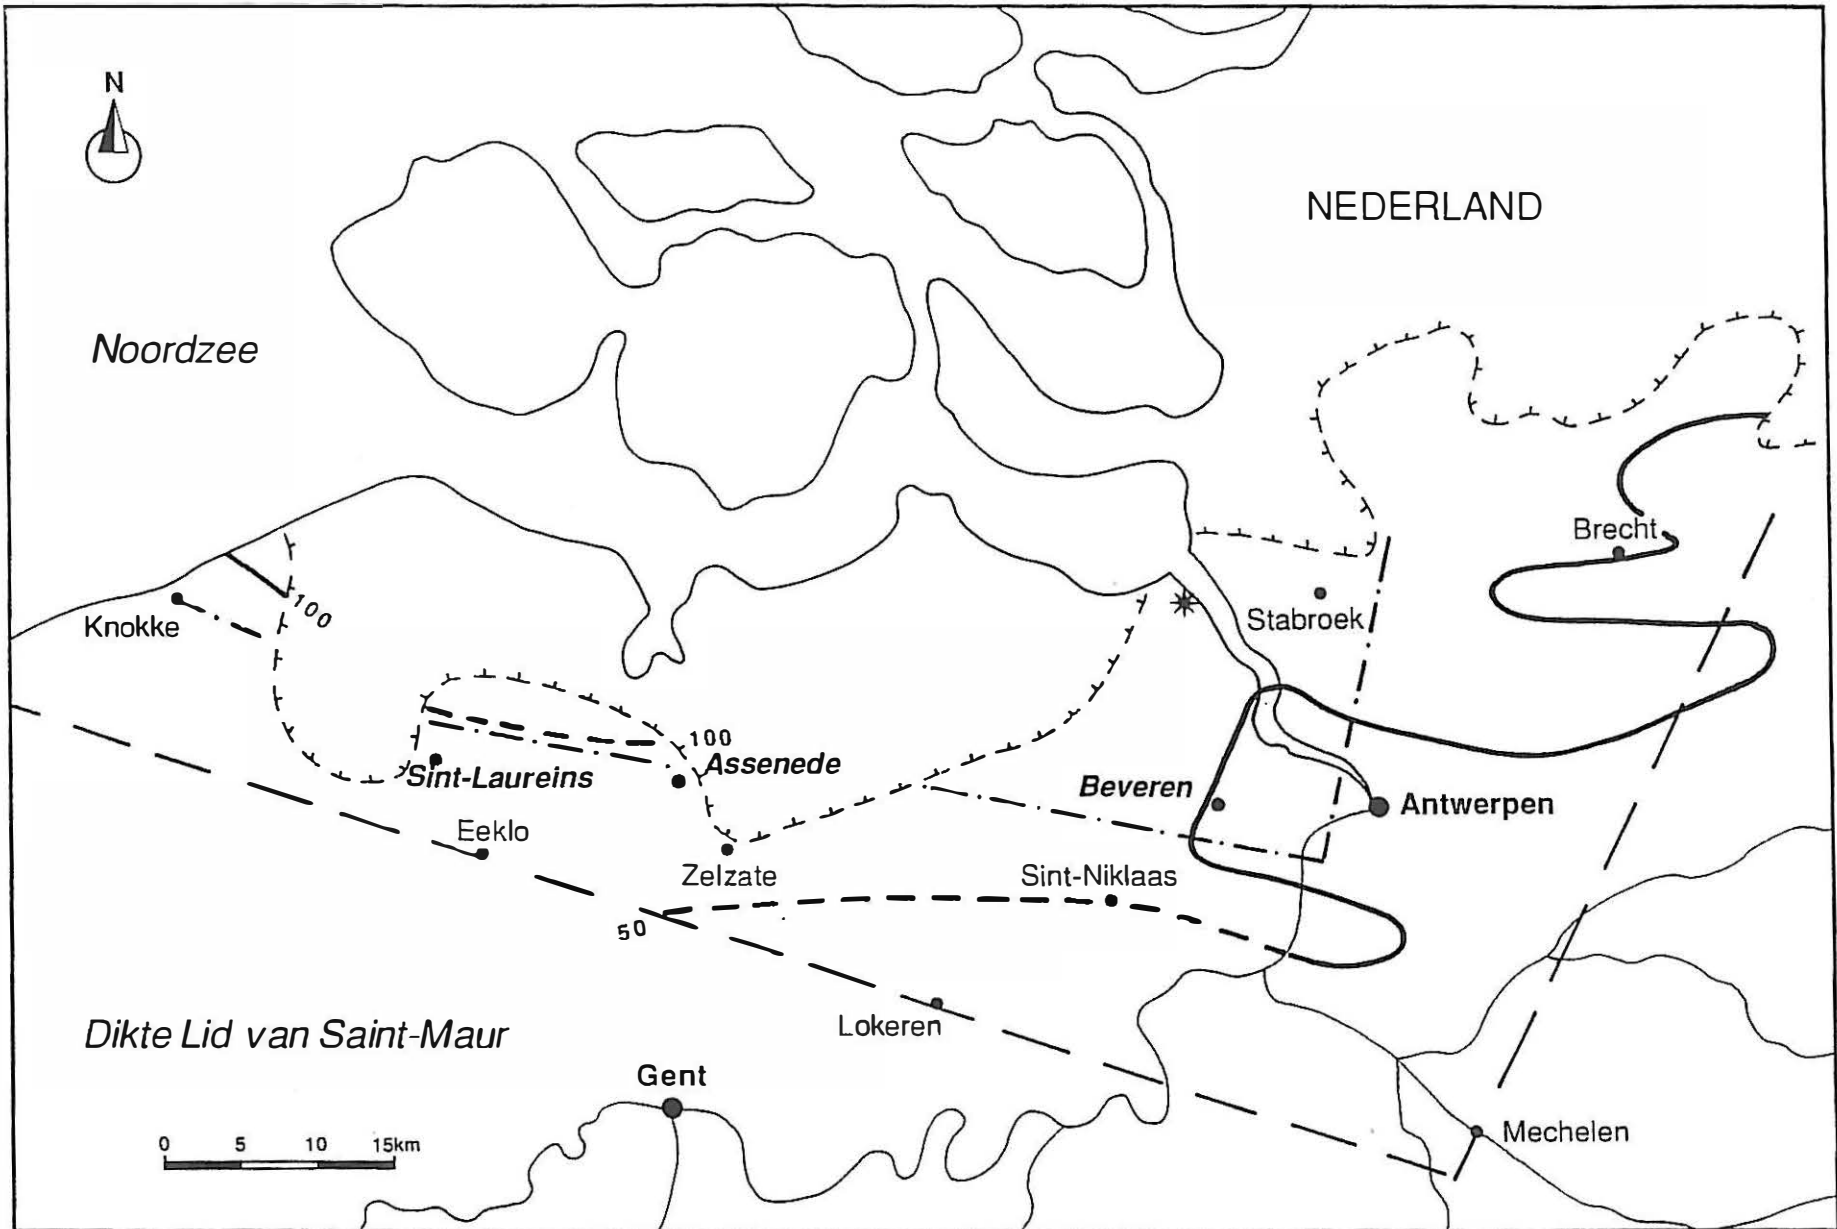 N
NEDERLAND
Noordzee
Brecht
Knokke
100
Stabroek
100
Sint-Laureins
Assenede
Beveren
Antwerpen
Eeklo
Zelzate
Sint-Niklaas
50
Lokeren
Dikte Lid van Saint-Maur
Gent
0 5 10 15km
Mechelen